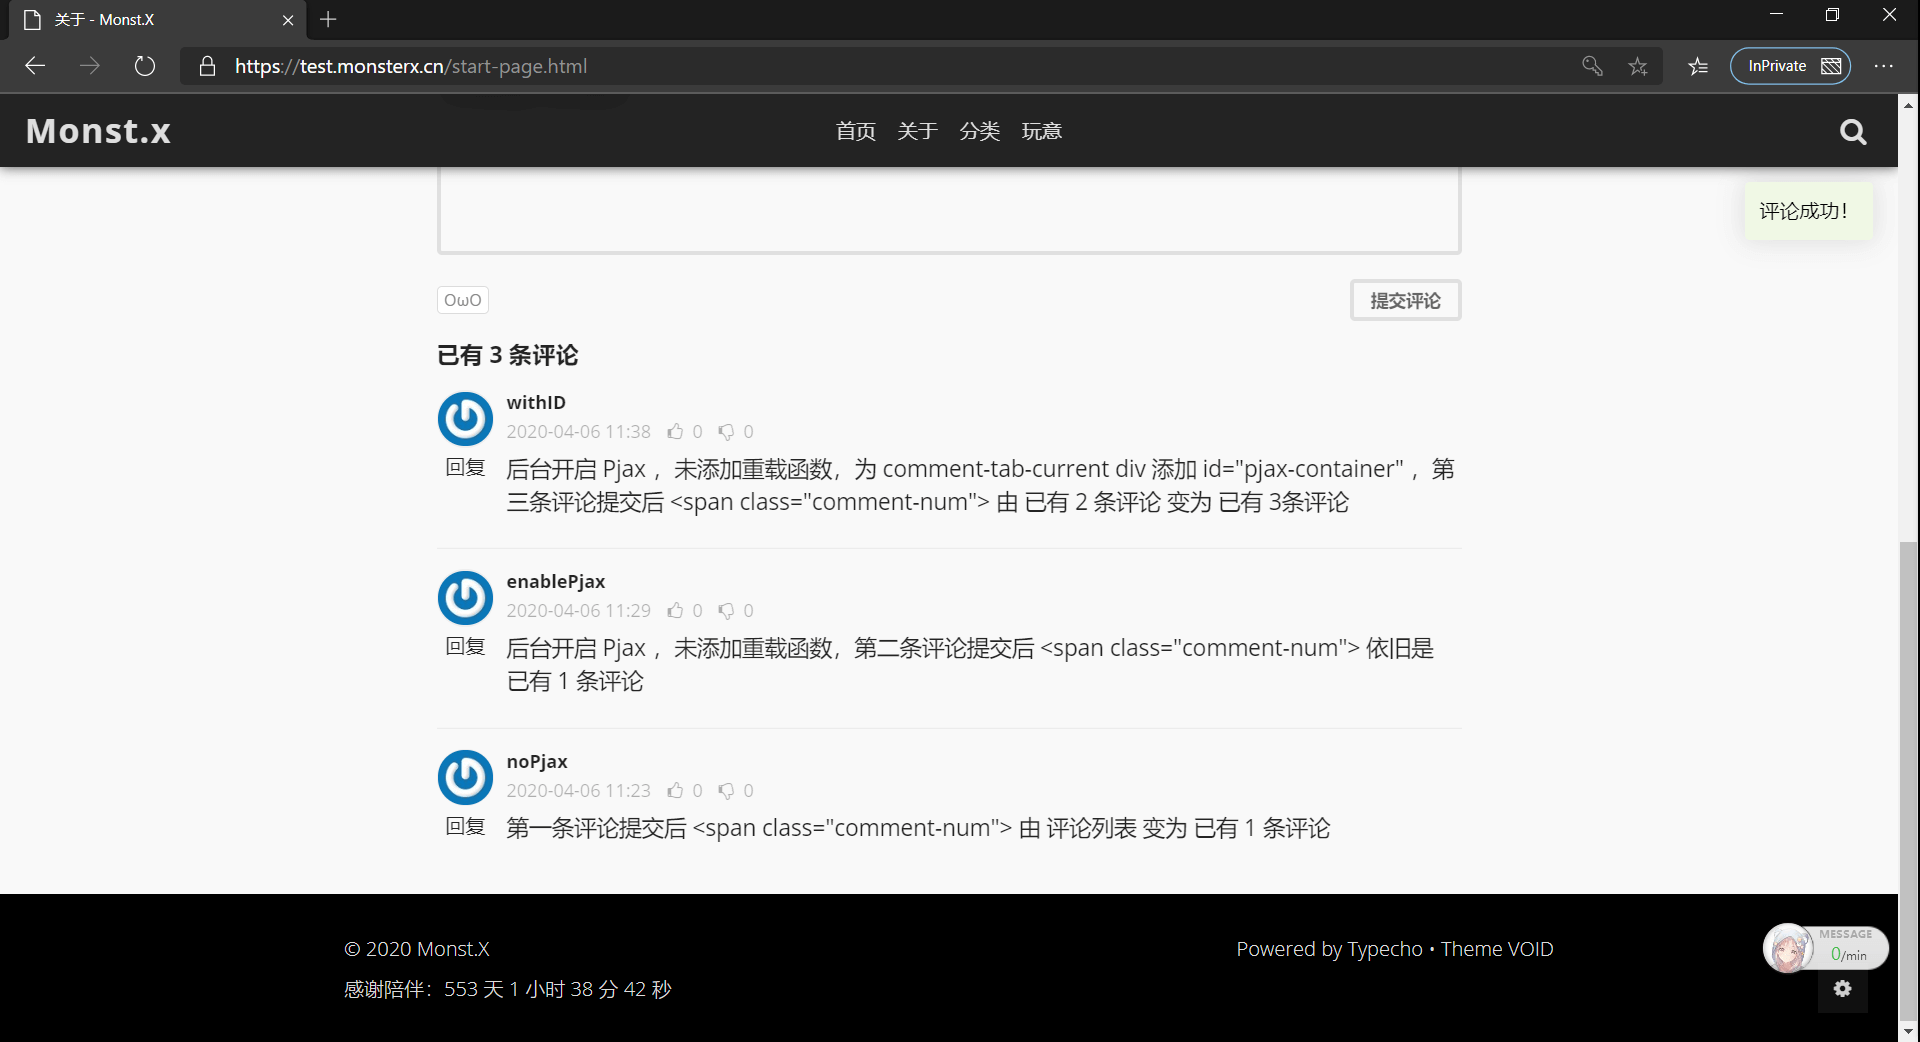 关于 - Monst.X
https://test.monsterx.cn/start-page.html
InPrivate
Monst.x
首页 关于 分类 玩意
评论成功！
OωO
提交评论
已有 3 条评论
withID
2020-04-06 11:38 0 0
回复
后台开启 Pjax ，未添加重载函数，为 comment-tab-current div 添加 id="pjax-container" ，第
三条评论提交后 <span class="comment-num"> 由 已有 2 条评论 变为 已有 3条评论
enablePjax
2020-04-06 11:29 0 0
回复
后台开启 Pjax ，未添加重载函数，第二条评论提交后 <span class="comment-num"> 依旧是
已有 1 条评论
noPjax
2020-04-06 11:23 0 0
回复
第一条评论提交后 <span class="comment-num"> 由 评论列表 变为 已有 1 条评论
© 2020 Monst.X
Powered by Typecho • Theme VOID
MESSAGE
0/min
感谢陪伴：553 天 1 小时 38 分 42 秒